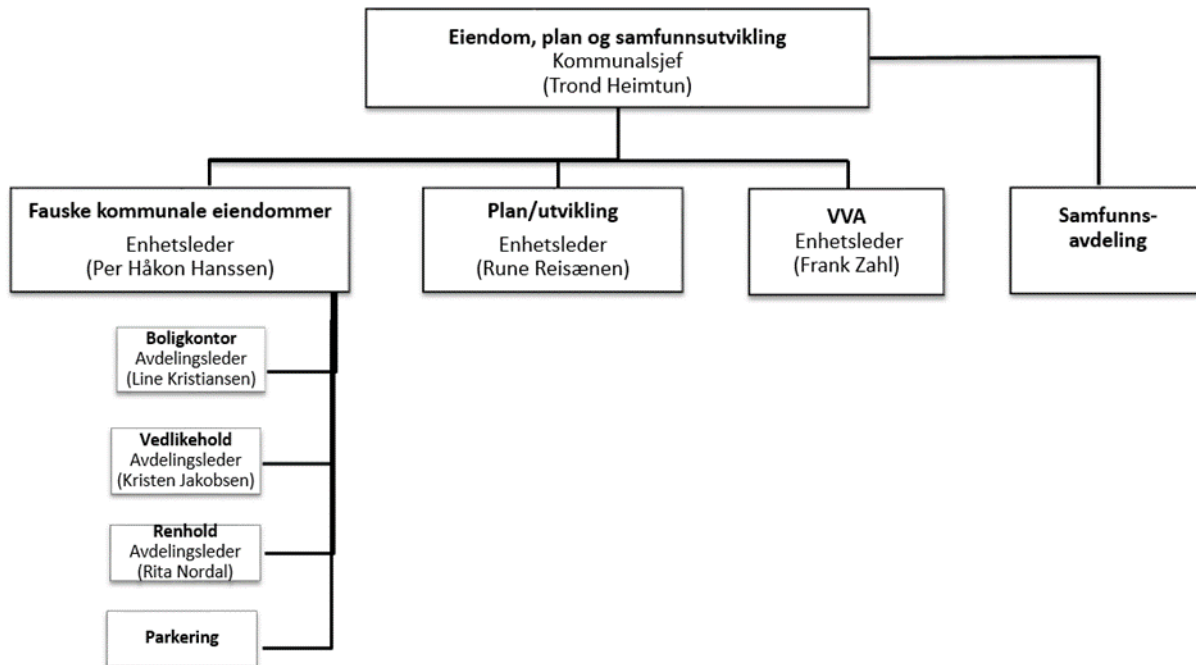 Eiendom, plan og samfunnsutvikling
Kommunalsjef
(Trond Heimtun)
Fauske kommunale eiendommer
Enhetsleder
(Per Håkon Hanssen)
Plan/utvikling
Enhetsleder
(Rune Reisænen)
VVA
Enhetsleder
(Frank Zahl)
Samfunns-
avdeling
Boligkontor
Avdelingsleder
(Line Kristiansen)
Vedlikehold
Avdelingsleder
(Kristen Jakobsen)
Renhold
Avdelingsleder
(Rita Nordal)
Parkering